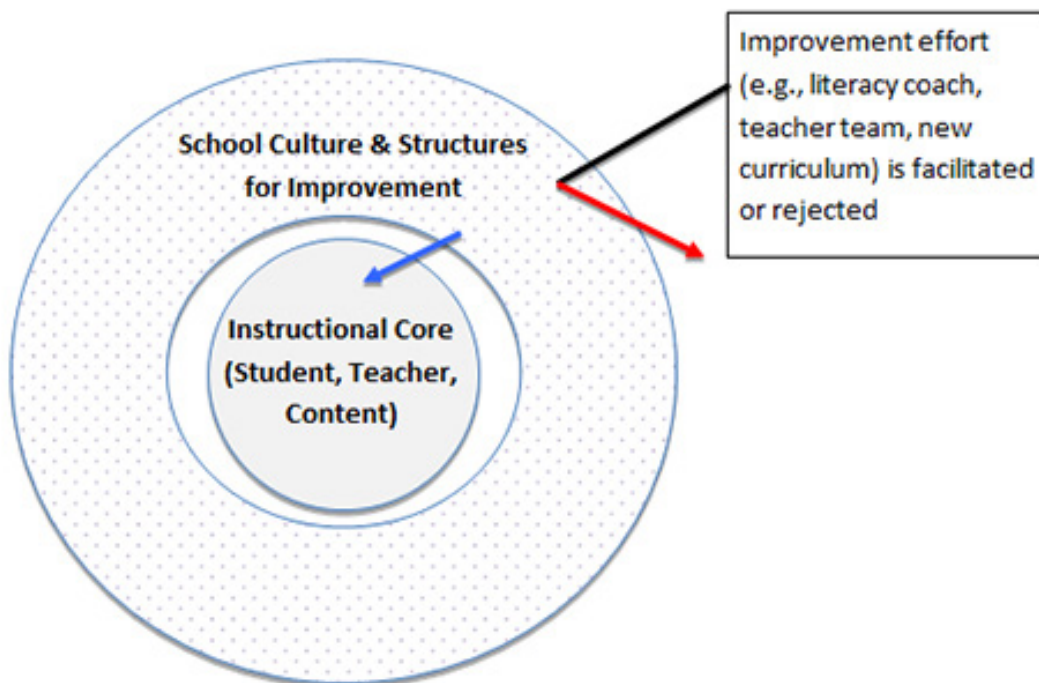 Improvement effort
(e.g., literacy coach,
teacher team, new
curriculum) is facilitated
or rejected
School Culture & Structures
for Improvement
Instructional Core
(Student, Teacher,
Content)